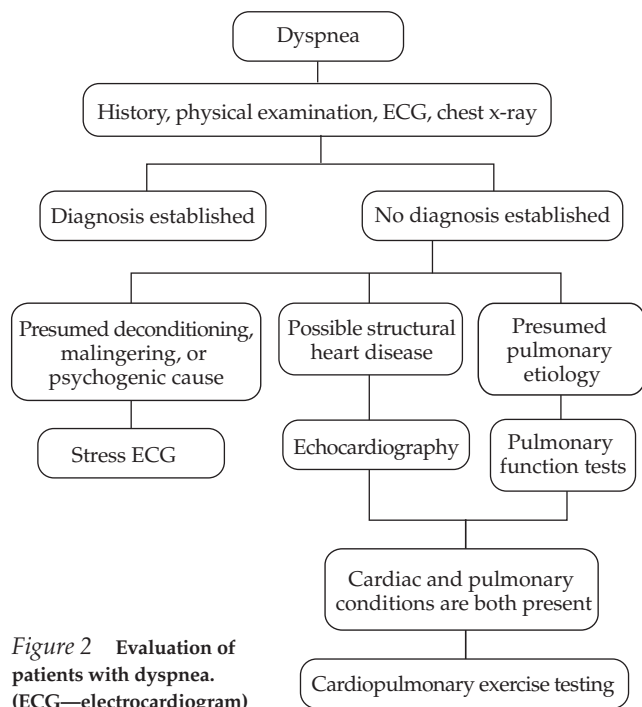 Dyspnea
History, physical examination, ECG, chest x-ray
Diagnosis established
No diagnosis established
Presumed deconditioning,
malingering, or
psychogenic cause
Possible structural
heart disease
Presumed
pulmonary
etiology
Stress ECG
Echocardiography
Pulmonary
function tests
Cardiac and pulmonary
conditions are both present
Cardiopulmonary exercise testing
Figure 2 Evaluation of
patients with dyspnea.
(ECG—electrocardiogram)